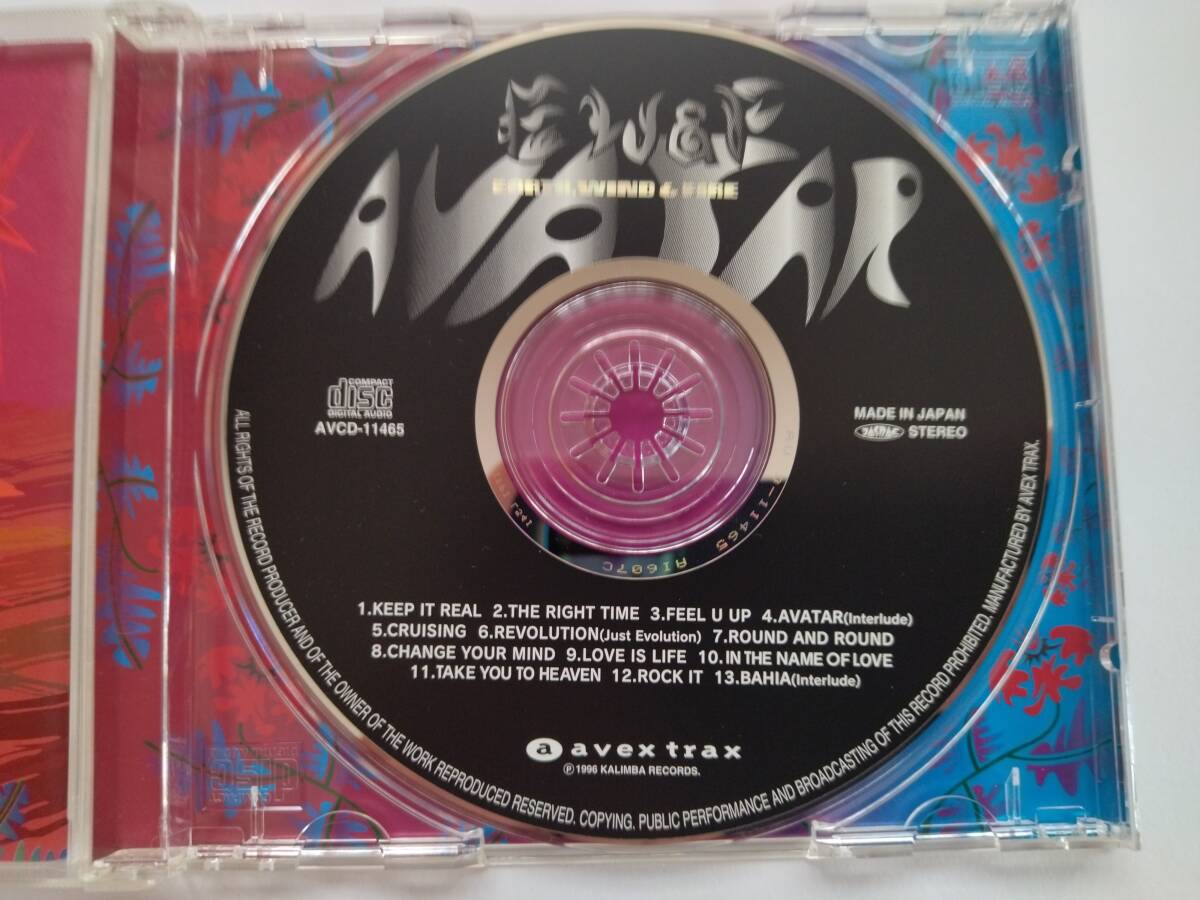 EW&F
AVATAR
EARTH, WIND & FIRE
COMPACT
disc
DIGITAL AUDIO
AVCD-11465
MADE IN JAPAN
JASRAC STEREO
1.KEEP IT REAL 2.THE RIGHT TIME 3.FEEL U UP 4.AVATAR(Interlude)
5.CRUISING 6.REVOLUTION(Just Evolution) 7.ROUND AND ROUND
8.CHANGE YOUR MIND 9.LOVE IS LIFE 10.IN THE NAME OF LOVE
11.TAKE YOU TO HEAVEN 12.ROCK IT 13.BAHIA(Interlude)
a avex trax
℗1996 KALIMBA RECORDS.
ALL RIGHTS OF THE RECORD PRODUCER AND OF THE OWNER OF THE WORK REPRODUCED RESERVED. COPYING. PUBLIC PERFORMANCE AND BROADCASTING OF THIS RECORD PROHIBITED. MANUFACTURED BY AVEX TRAX.
-11465 A1607C